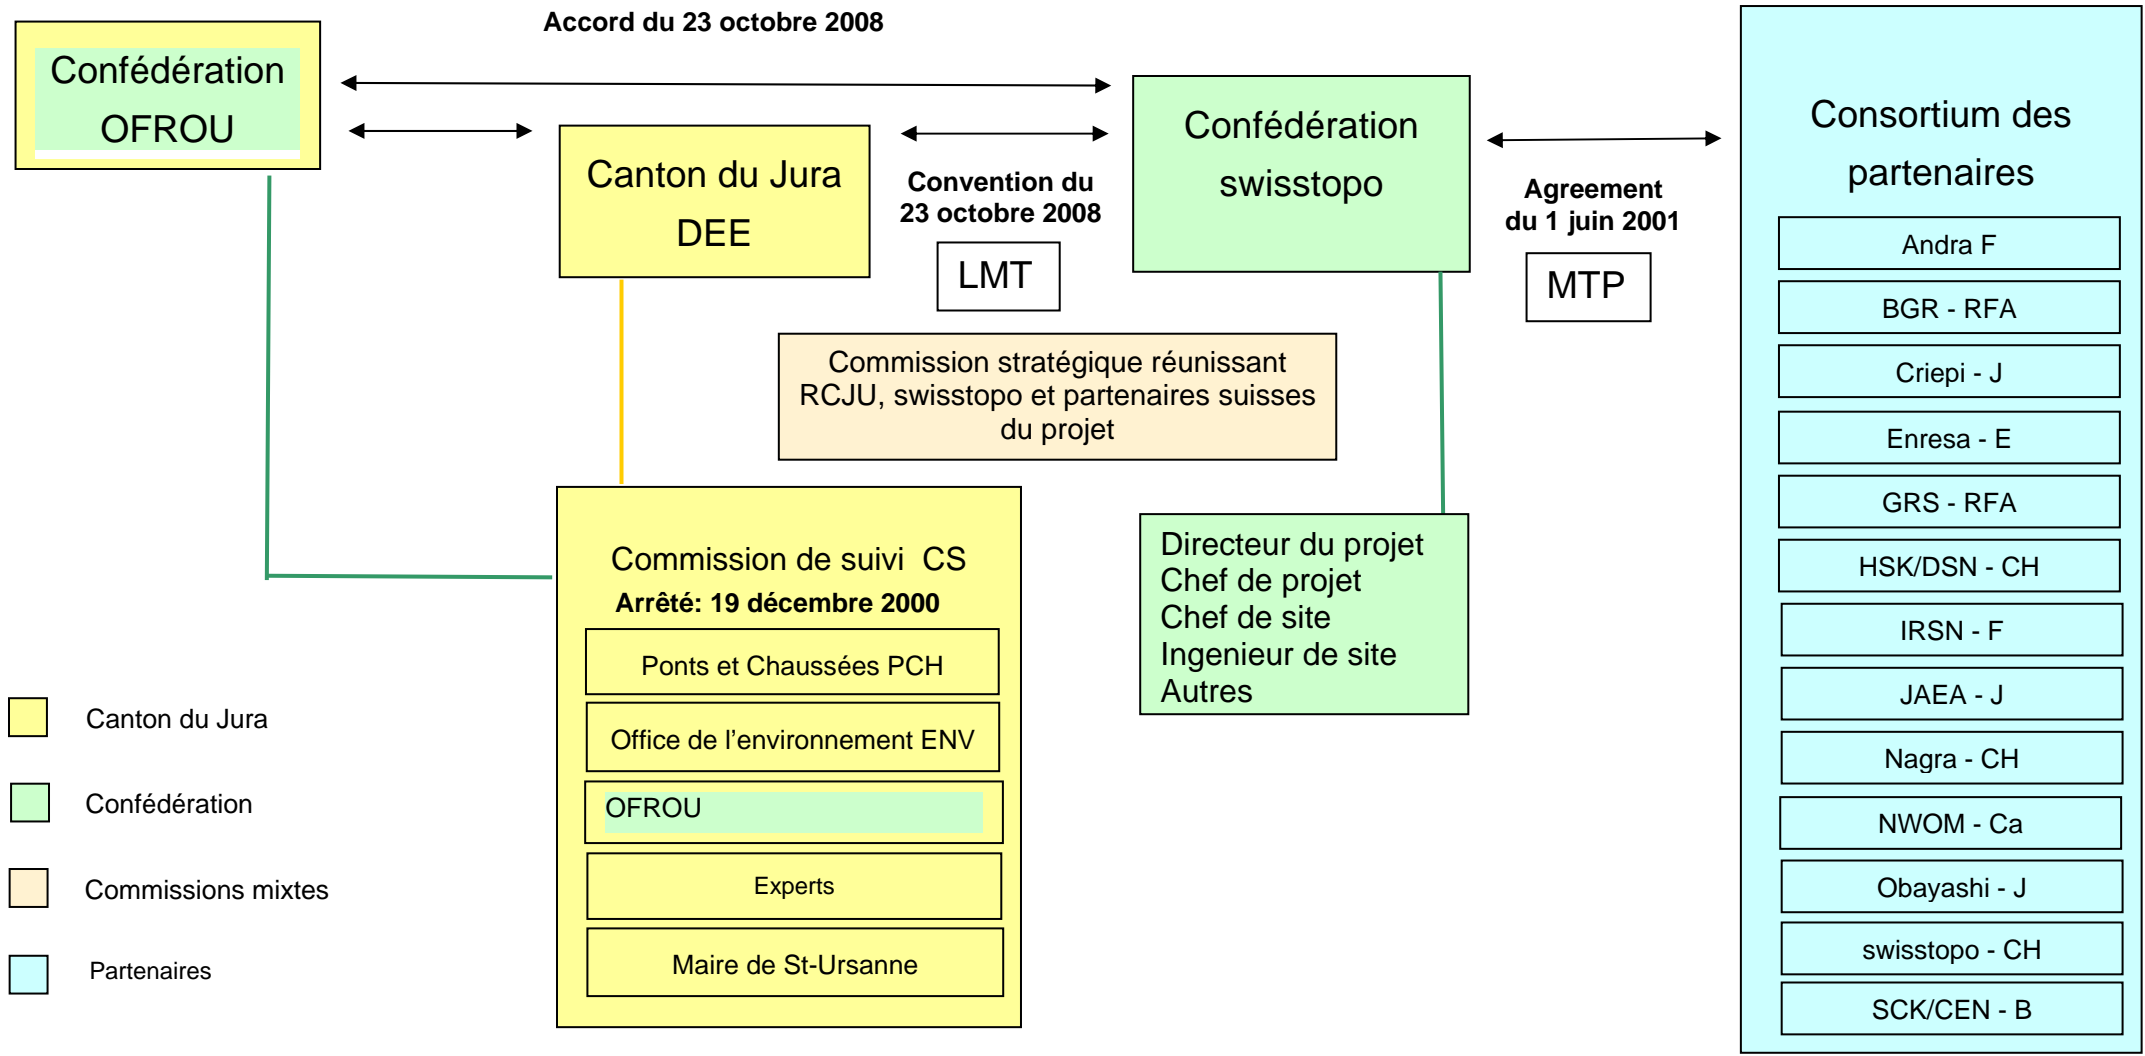 Accord du 23 octobre 2008
Confédération
OFROU
Canton du Jura
DEE
Convention du
23 octobre 2008
LMT
Confédération
swisstopo
Agreement
du 1 juin 2001
MTP
Commission stratégique réunissant
RCJU, swisstopo et partenaires suisses
du projet
Commission de suivi  CS
Arrêté: 19 décembre 2000
Ponts et Chaussées PCH
Office de l’environnement ENV
OFROU
Experts
Maire de St-Ursanne
Directeur du projet
Chef de projet
Chef de site
Ingenieur de site
Autres
Consortium des
partenaires
Andra F
BGR - RFA
Criepi - J
Enresa - E
GRS - RFA
HSK/DSN - CH
IRSN - F
JAEA - J
Nagra - CH
NWOM - Ca
Obayashi - J
swisstopo - CH
SCK/CEN - B
Canton du Jura
Confédération
Commissions mixtes
Partenaires